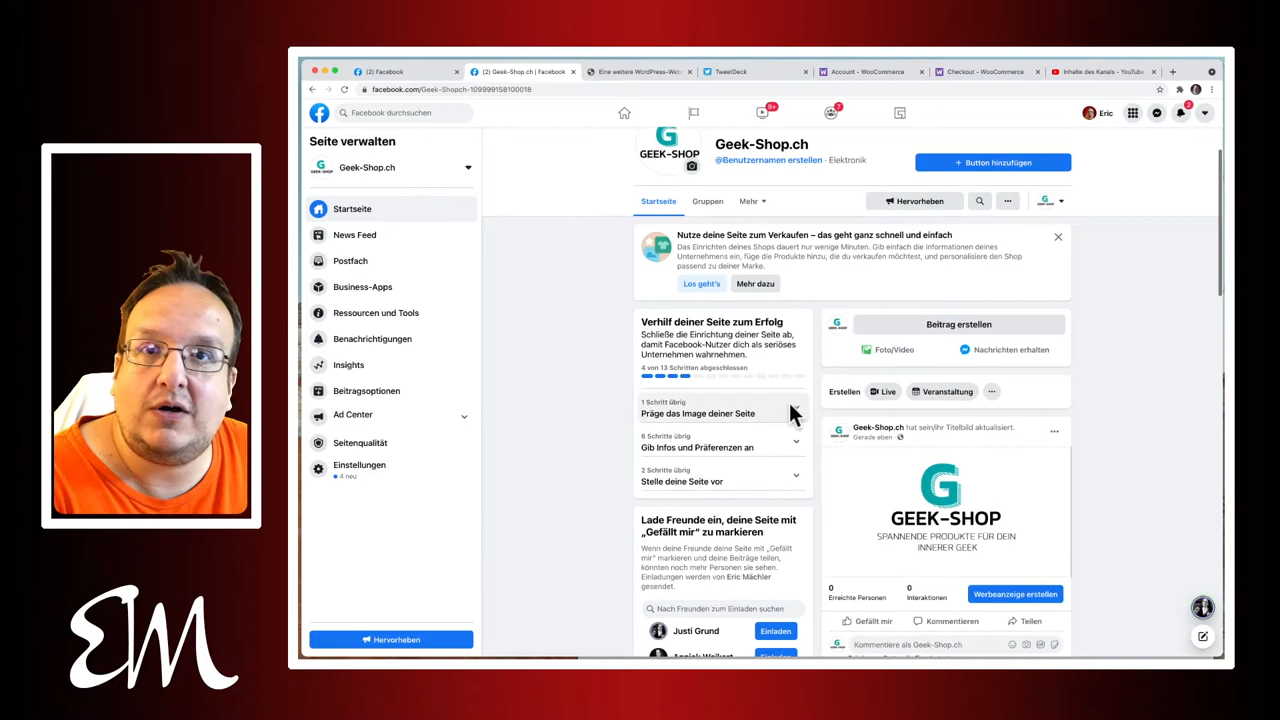 (2) Facebook
(2) Geek-Shop.ch | Facebook
Eine weitere WordPress-Web
TweetDeck
Account - WooCommerce
Checkout - WooCommerce
Inhalte des Kanals - YouTube
facebook.com/Geek-Shopch-109999158100018
Facebook durchsuchen
9+
7
Eric
2
Seite verwalten
GEEK-SHOP
Geek-Shop.ch
Startseite
News Feed
Postfach
Business-Apps
Ressourcen und Tools
Benachrichtigungen
Insights
Beitragsoptionen
Ad Center
Seitenqualität
Einstellungen
4 neu
Hervorheben
GEEK-SHOP
Geek-Shop.ch
@Benutzernamen erstellen · Elektronik
+ Button hinzufügen
Startseite
Gruppen
Mehr
Hervorheben
Nutze deine Seite zum Verkaufen – das geht ganz schnell und einfach
Das Einrichten deines Shops dauert nur wenige Minuten. Gib einfach die Informationen deines
Unternehmens ein, füge die Produkte hinzu, die du verkaufen möchtest, und personalisiere den Shop
passend zu deiner Marke.
Los geht's
Mehr dazu
Verhilf deiner Seite zum Erfolg
Schließe die Einrichtung deiner Seite ab,
damit Facebook-Nutzer dich als seriöses
Unternehmen wahrnehmen.
4 von 13 Schritten abgeschlossen
1 Schritt übrig
Präge das Image deiner Seite
6 Schritte übrig
Gib Infos und Präferenzen an
2 Schritte übrig
Stelle deine Seite vor
Lade Freunde ein, deine Seite mit
„Gefällt mir“ zu markieren
Wenn deine Freunde deine Seite mit „Gefällt
mir“ markieren und deine Beiträge teilen,
könnten noch mehr Personen sie sehen.
Einladungen werden von Eric Mächler
gesendet.
Nach Freunden zum Einladen suchen
Justi Grund
Einladen
Beitrag erstellen
Foto/Video
Nachrichten erhalten
Erstellen
Live
Veranstaltung
Geek-Shop.ch hat sein/ihr Titelbild aktualisiert.
Gerade eben ·
G
GEEK-SHOP
SPANNENDE PRODUKTE FÜR DEIN
INNERER GEEK
0
Erreichte Personen
0
Interaktionen
Werbeanzeige erstellen
Gefällt mir
Kommentieren
Teilen
Kommentiere als Geek-Shop.ch
EM